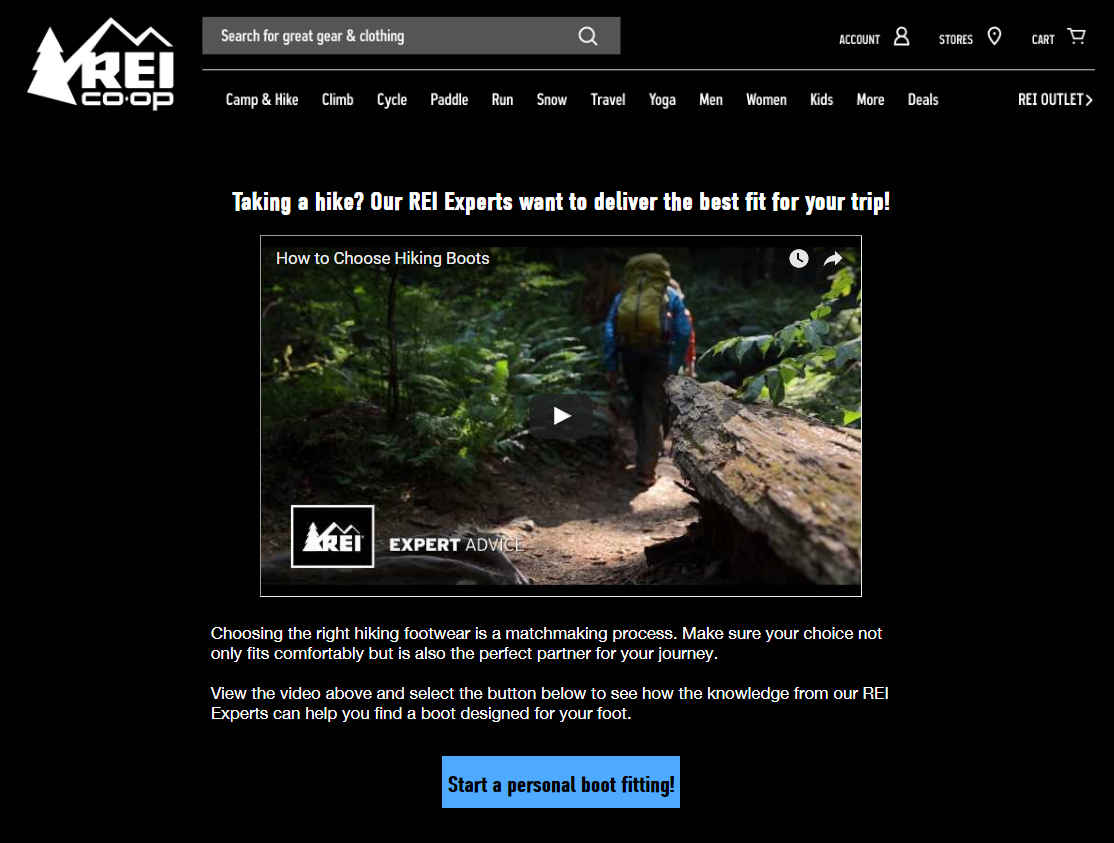 REI
co·op
Search for great gear & clothing
ACCOUNT
STORES
CART
Camp & Hike
Climb
Cycle
Paddle
Run
Snow
Travel
Yoga
Men
Women
Kids
More
Deals
REI OUTLET
Taking a hike? Our REI Experts want to deliver the best fit for your trip!
How to Choose Hiking Boots
REI
EXPERT ADVICE
Choosing the right hiking footwear is a matchmaking process. Make sure your choice not
only fits comfortably but is also the perfect partner for your journey.
View the video above and select the button below to see how the knowledge from our REI
Experts can help you find a boot designed for your foot.
Start a personal boot fitting!